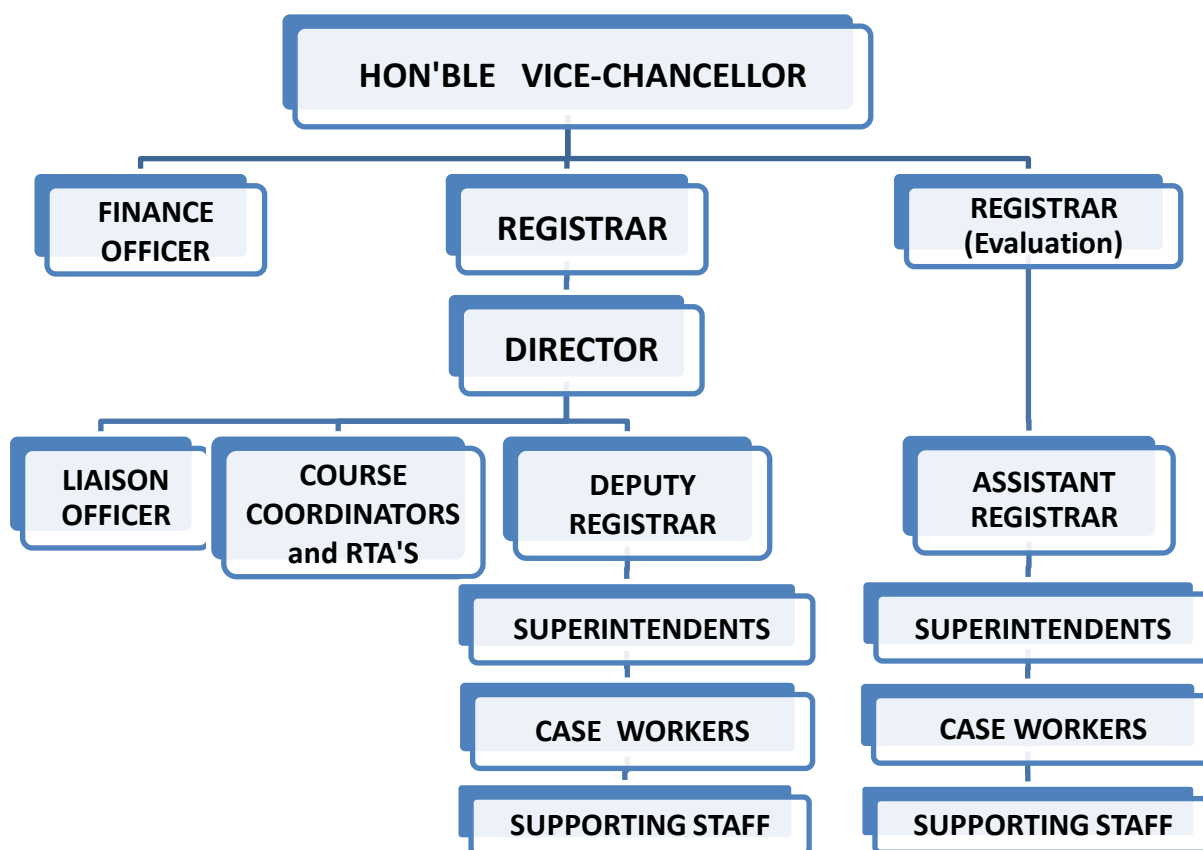 HON'BLE VICE-CHANCELLOR
FINANCE
OFFICER
REGISTRAR
REGISTRAR
(Evaluation)
DIRECTOR
LIAISON
OFFICER
COURSE
COORDINATORS
and RTA'S
DEPUTY
REGISTRAR
ASSISTANT
REGISTRAR
SUPERINTENDENTS
SUPERINTENDENTS
CASE WORKERS
CASE WORKERS
SUPPORTING STAFF
SUPPORTING STAFF